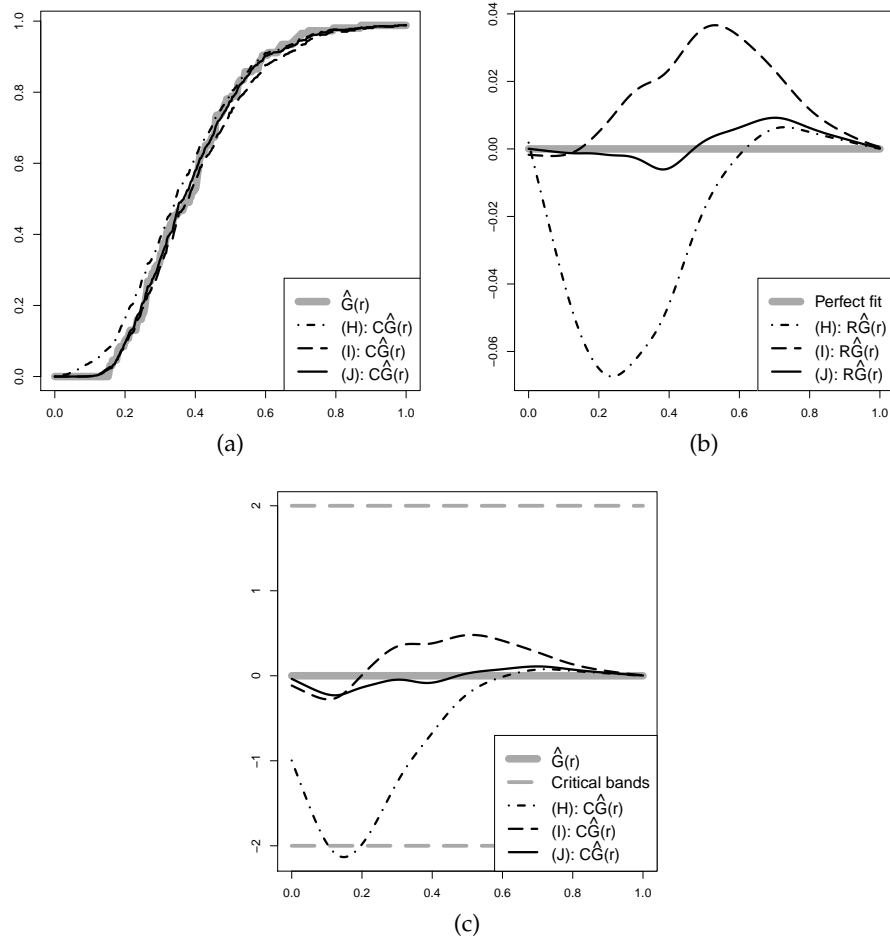 1.0
0.8
0.6
0.4
0.2
0.0
Ĝ(r)
(H): CĜ(r)
(I): CĜ(r)
(J): CĜ(r)
0.0 0.2 0.4 0.6 0.8 1.0
(a)
0.04
0.02
0.00
−0.02
−0.04
−0.06
Perfect fit
(H): RĜ(r)
(I): RĜ(r)
(J): RĜ(r)
0.0 0.2 0.4 0.6 0.8 1.0
(b)
2
1
0
−1
−2
Ĝ(r)
Critical bands
(H): CĜ(r)
(I): CĜ(r)
(J): CĜ(r)
0.0 0.2 0.4 0.6 0.8 1.0
(c)